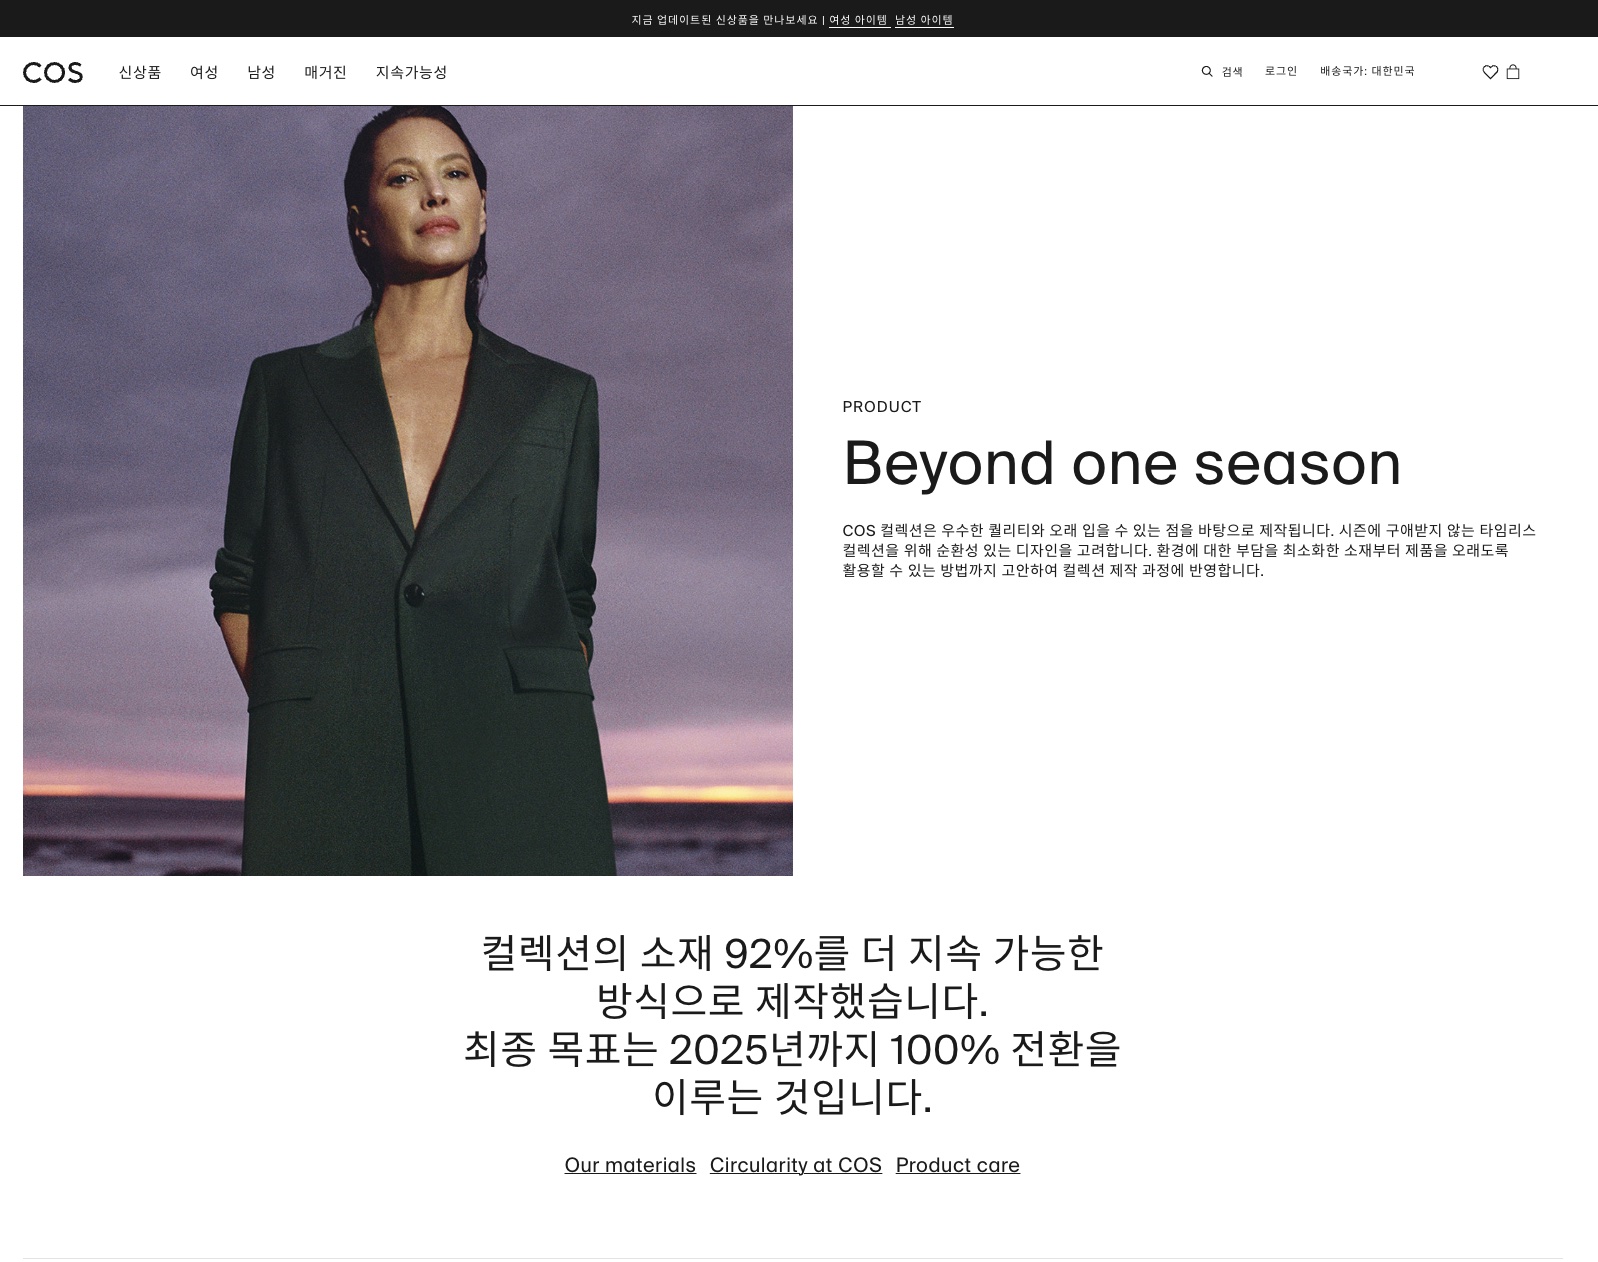 지금 업데이트된 신상품을 만나보세요 | 여성 아이템 남성 아이템
COS 신상품 여성 남성 매거진 지속가능성 검색 로그인 배송국가: 대한민국
PRODUCT
Beyond one season
COS 컬렉션은 우수한 퀄리티와 오래 입을 수 있는 점을 바탕으로 제작됩니다. 시즌에 구애받지 않는 타임리스
컬렉션을 위해 순환성 있는 디자인을 고려합니다. 환경에 대한 부담을 최소화한 소재부터 제품을 오래도록
활용할 수 있는 방법까지 고안하여 컬렉션 제작 과정에 반영합니다.
컬렉션의 소재 92%를 더 지속 가능한
방식으로 제작했습니다.
최종 목표는 2025년까지 100% 전환을
이루는 것입니다.
Our materials Circularity at COS Product care